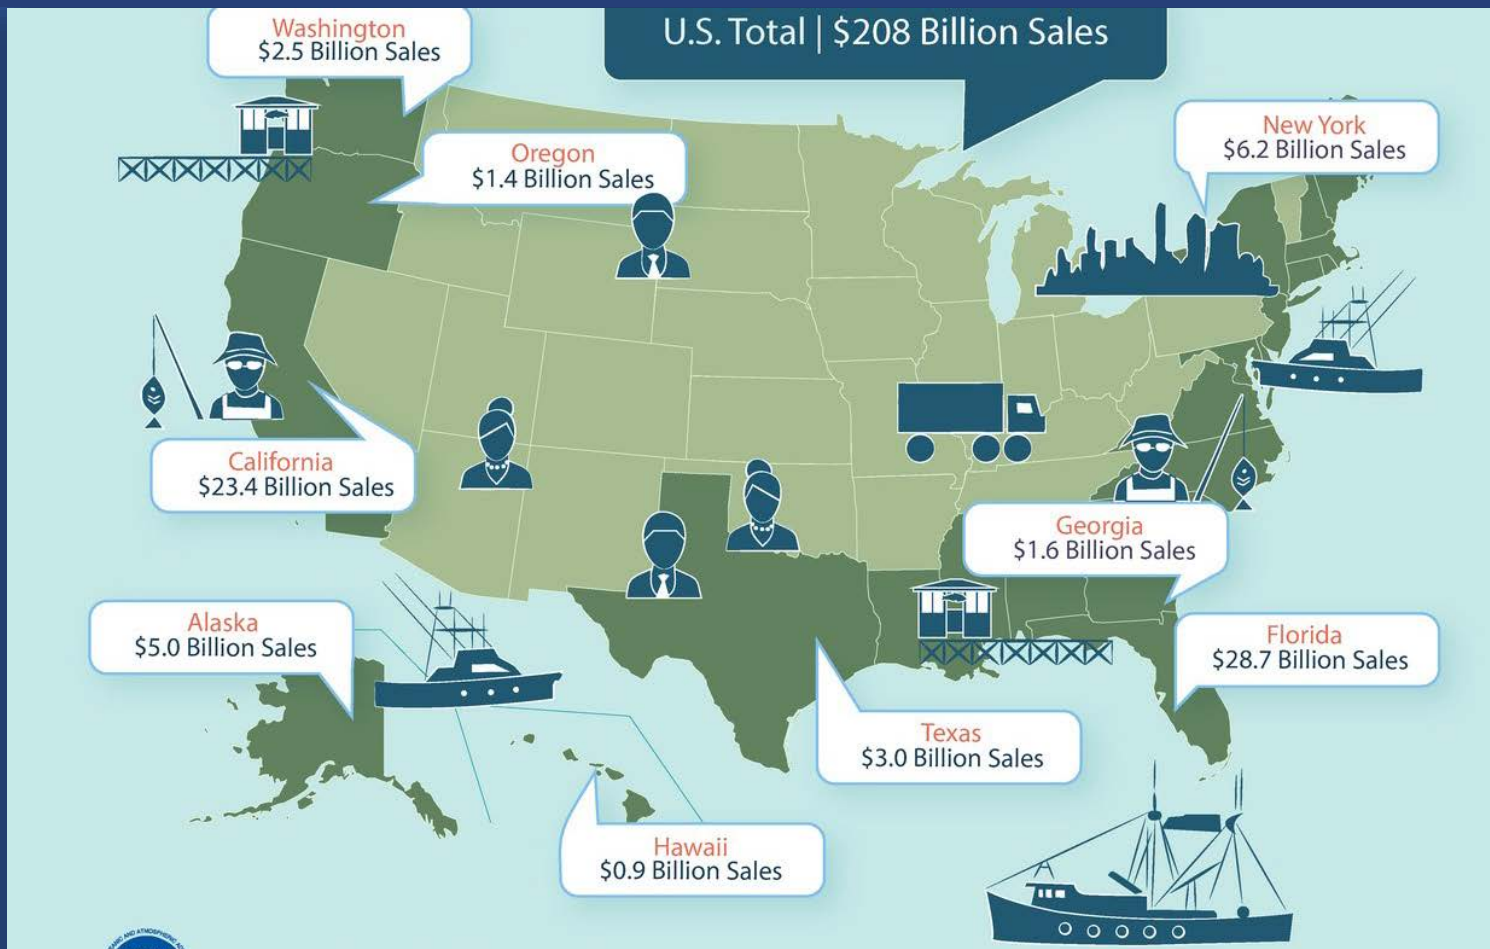 Washington
$2.5 Billion Sales
U.S. Total | $208 Billion Sales
Oregon
$1.4 Billion Sales
New York
$6.2 Billion Sales
California
$23.4 Billion Sales
Georgia
$1.6 Billion Sales
Alaska
$5.0 Billion Sales
Florida
$28.7 Billion Sales
Texas
$3.0 Billion Sales
Hawaii
$0.9 Billion Sales
AND ATMOSPHERIC